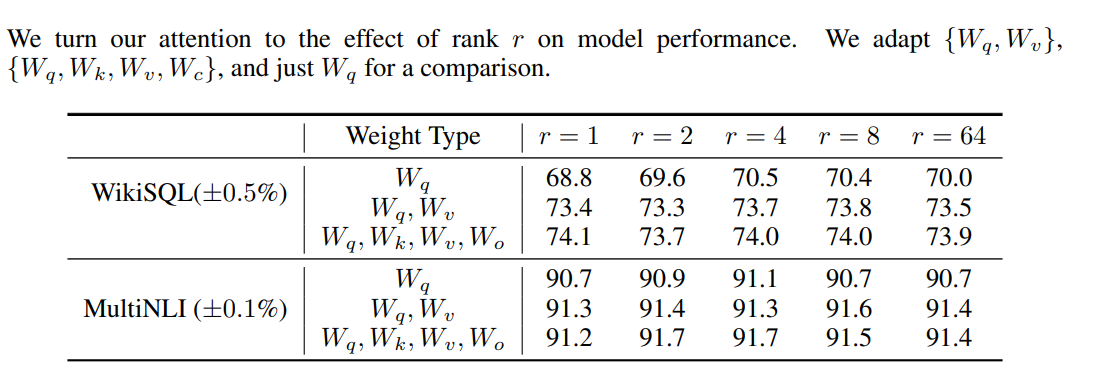 We turn our attention to the effect of rank r on model performance. We adapt {W_q, W_v},
{W_q, W_k, W_v, W_c}, and just W_q for a comparison.
Weight Type r = 1 r = 2 r = 4 r = 8 r = 64
WikiSQL(±0.5%)
W_q 68.8 69.6 70.5 70.4 70.0
W_q, W_v 73.4 73.3 73.7 73.8 73.5
W_q, W_k, W_v, W_o 74.1 73.7 74.0 74.0 73.9
MultiNLI (±0.1%)
W_q 90.7 90.9 91.1 90.7 90.7
W_q, W_v 91.3 91.4 91.3 91.6 91.4
W_q, W_k, W_v, W_o 91.2 91.7 91.7 91.5 91.4